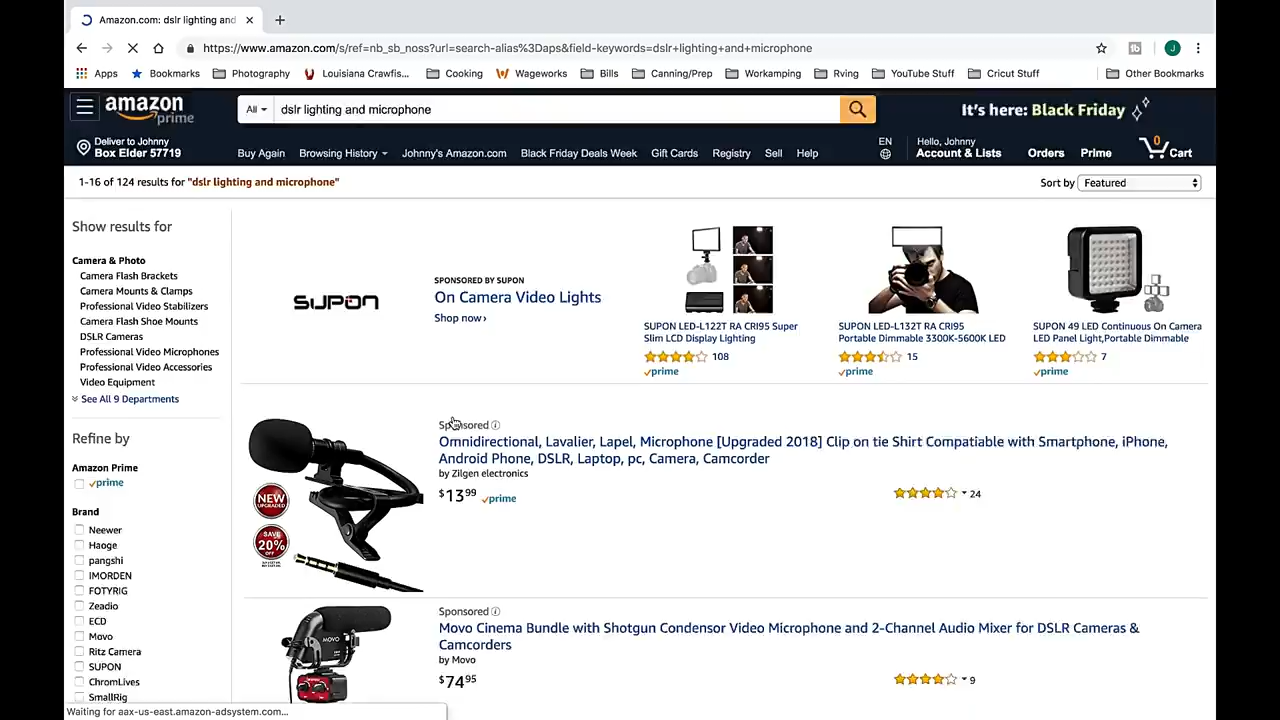 Amazon.com: dslr lighting and
https://www.amazon.com/s/ref=nb_sb_noss?url=search-alias%3Daps&field-keywords=dslr+lighting+and+microphone
J
Apps Bookmarks Photography Louisiana Crawfis... Cooking Wageworks Bills Canning/Prep Workamping Rving YouTube Stuff Cricut Stuff Other Bookmarks
amazon prime
All dslr lighting and microphone
It's here: Black Friday
Deliver to Johnny
Box Elder 57719
Buy Again Browsing History Johnny's Amazon.com Black Friday Deals Week Gift Cards Registry Sell Help
EN
Hello, Johnny
Account & Lists
Orders
Prime
0
Cart
1-16 of 124 results for "dslr lighting and microphone"
Sort by Featured
Show results for
Camera & Photo
Camera Flash Brackets
Camera Mounts & Clamps
Professional Video Stabilizers
Camera Flash Shoe Mounts
DSLR Cameras
Professional Video Microphones
Professional Video Accessories
Video Equipment
See All 9 Departments
Refine by
Amazon Prime
prime
Brand
Neewer
Haoge
pangshi
IMORDEN
FOTYRIG
Zeadio
ECD
Movo
Ritz Camera
SUPON
ChromLives
SmallRig
SUPON
SPONSORED BY SUPON
On Camera Video Lights
Shop now ›
SUPON LED-L122T RA CRI95 Super
Slim LCD Display Lighting
108
prime
SUPON LED-L132T RA CRI95
Portable Dimmable 3300K-5600K LED
15
prime
SUPON 49 LED Continuous On Camera
LED Panel Light,Portable Dimmable
7
prime
NEW
UPGRADED
SAVE
20%
OFF
Sponsored
Omnidirectional, Lavalier, Lapel, Microphone [Upgraded 2018] Clip on tie Shirt Compatiable with Smartphone, iPhone,
Android Phone, DSLR, Laptop, pc, Camera, Camcorder
by Zilgen electronics
$13 99 prime
24
MOVO
Sponsored
Movo Cinema Bundle with Shotgun Condensor Video Microphone and 2-Channel Audio Mixer for DSLR Cameras &
Camcorders
by Movo
$74 95
9
Waiting for aax-us-east.amazon-adsystem.com...